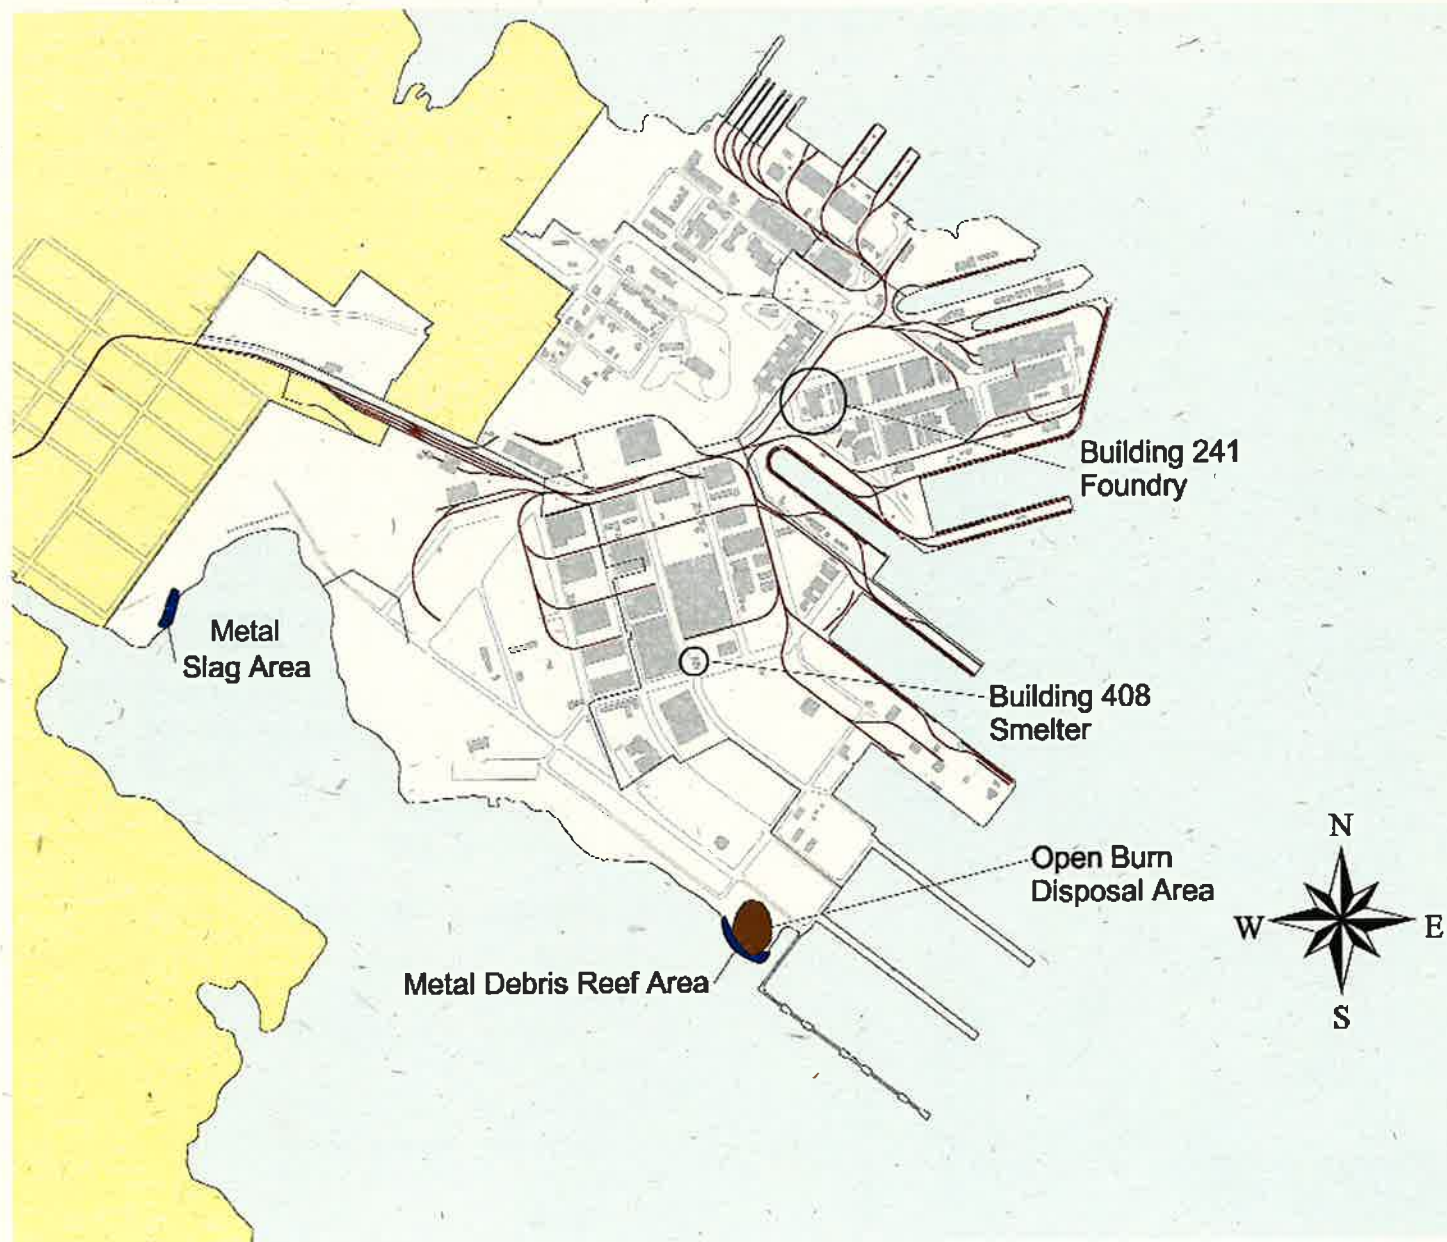 Building 241
Foundry
Metal
Slag Area
Building 408
Smelter
Open Burn
Disposal Area
Metal Debris Reef Area
N
W
E
S